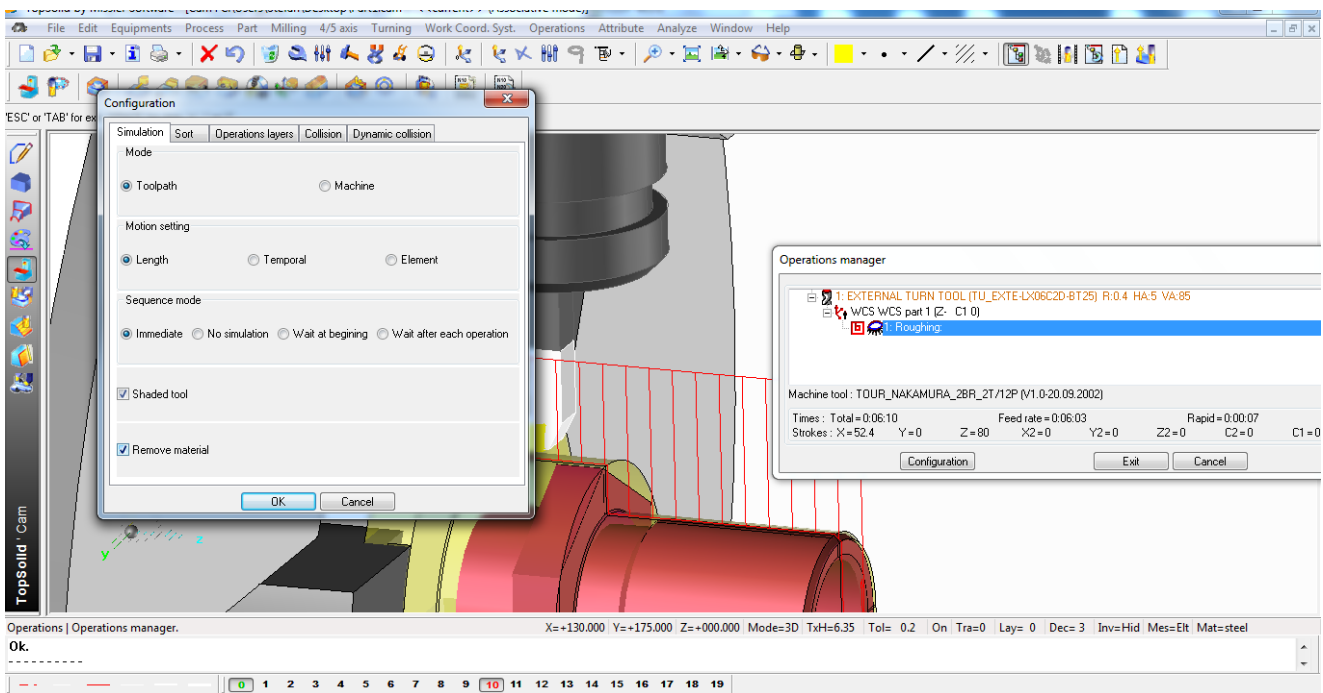 File Edit Equipments Process Part Milling 4/5 axis Turning Work Coord. Syst. Operations Attribute Analyze Window Help
'ESC' or 'TAB' for ex
Configuration
Simulation Sort Operations layers Collision Dynamic collision
Mode
Toolpath Machine
Motion setting
Length Temporal Element
Sequence mode
Immediate No simulation Wait at begining Wait after each operation
Shaded tool
Remove material
OK Cancel
Operations manager
1: EXTERNAL TURN TOOL (TU_EXTE-LX06C2D-BT25) R:0.4 HA:5 VA:85
WCS WCS part 1 (Z- C1 0)
1: Roughing:
Machine tool : TOUR_NAKAMURA_2BR_2T/12P (V1.0-20.09.2002)
Times : Total = 0:06:10 Feed rate = 0:06:03 Rapid = 0:00:07
Strokes : X = 52.4 Y = 0 Z = 80 X2 = 0 Y2 = 0 Z2 = 0 C2 = 0 C1 = 0
Configuration Exit Cancel
y z
TopSolid'Cam
Operations | Operations manager. X=+130.000 Y=+175.000 Z=+000.000 Mode=3D TxH=6.35 Tol= 0.2 On Tra=0 Lay= 0 Dec= 3 Inv=Hid Mes=Elt Mat=steel
Ok.
----------
0 1 2 3 4 5 6 7 8 9 10 11 12 13 14 15 16 17 18 19